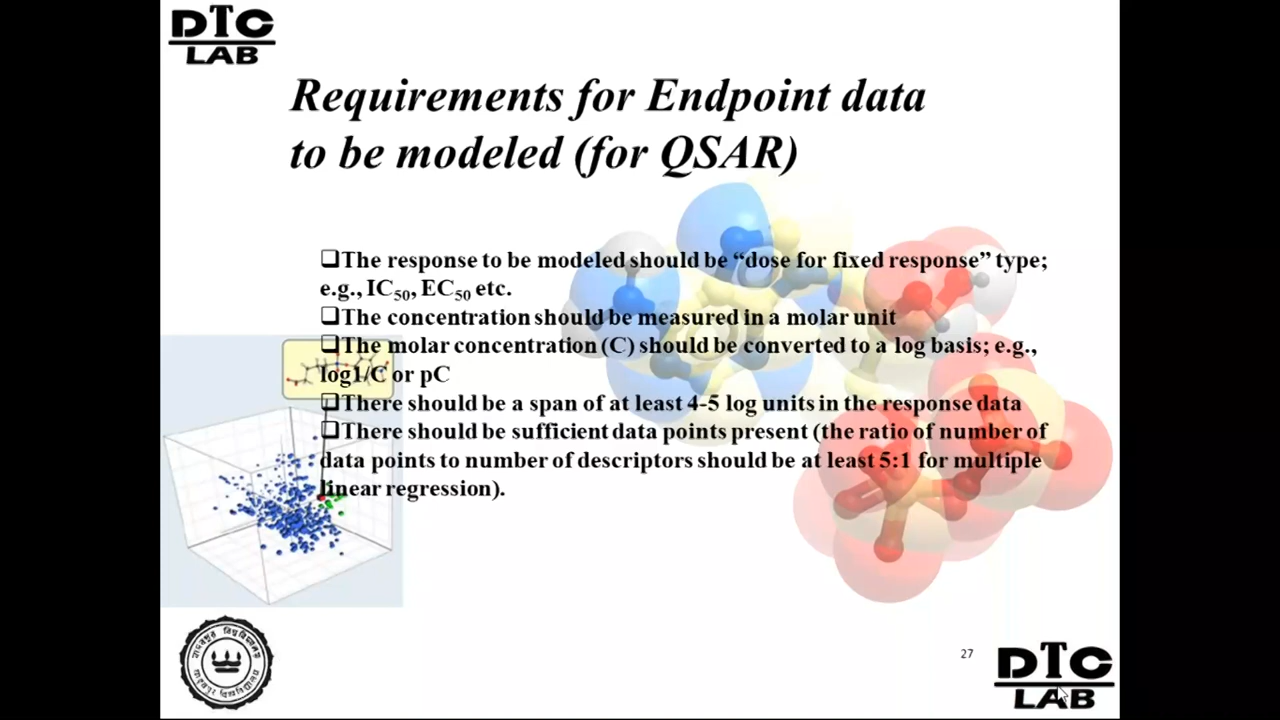 DTC
LAB
Requirements for Endpoint data
to be modeled (for QSAR)
❑The response to be modeled should be “dose for fixed response” type;
e.g., IC50, EC50 etc.
❑The concentration should be measured in a molar unit
❑The molar concentration (C) should be converted to a log basis; e.g.,
log1/C or pC
❑There should be a span of at least 4-5 log units in the response data
❑There should be sufficient data points present (the ratio of number of
data points to number of descriptors should be at least 5:1 for multiple
linear regression).
27
DTC
LAB